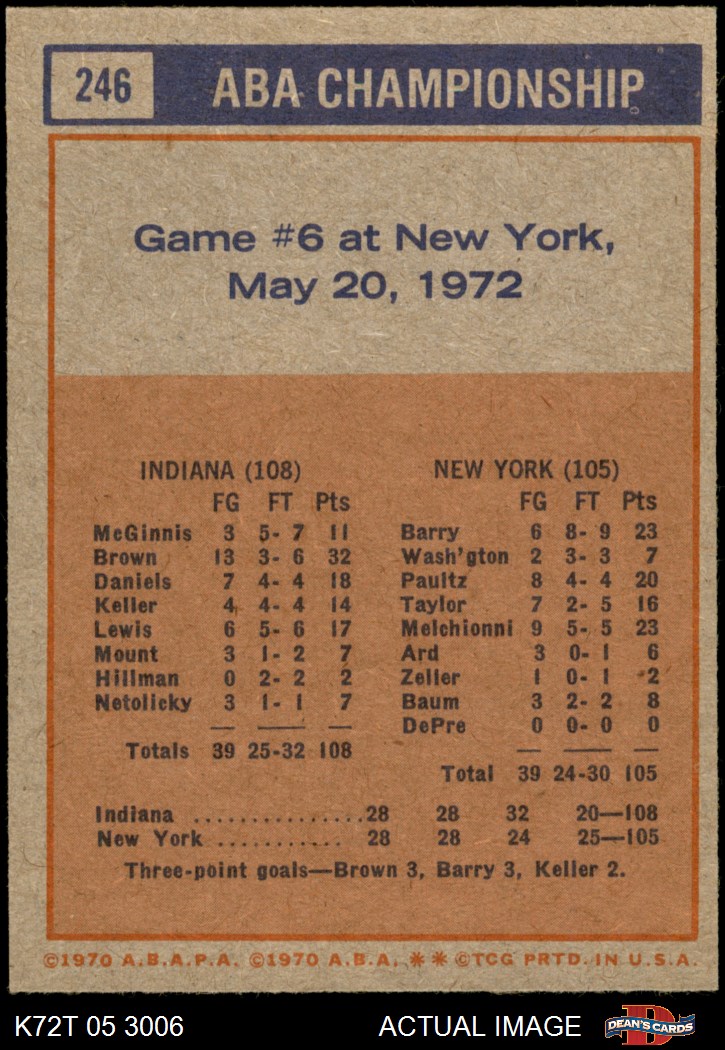 246 ABA CHAMPIONSHIP
Game #6 at New York,
May 20, 1972
INDIANA (108)
FG FT Pts
McGinnis 3 5- 7 11
Brown 13 3- 6 32
Daniels 7 4- 4 18
Keller 4 4- 4 14
Lewis 6 5- 6 17
Mount 3 1- 2 7
Hillman 0 2- 2 2
Netolicky 3 1- 1 7
Totals 39 25-32 108
NEW YORK (105)
FG FT Pts
Barry 6 8- 9 23
Wash'gton 2 3- 3 7
Paultz 8 4- 4 20
Taylor 7 2- 5 16
Melchionni 9 5- 5 23
Ard 3 0- 1 6
Zeller 1 0- 1 2
Baum 3 2- 2 8
DePre 0 0- 0 0
Total 39 24-30 105
Indiana ................28 28 32 20—108
New York ........... 28 28 24 25—105
Three-point goals—Brown 3, Barry 3, Keller 2.
©1970 A.B.A.P.A. ©1970 A.B.A. ** ©TCG PRTD. IN U.S.A.
K72T 05 3006 ACTUAL IMAGE DEAN'S CARDS